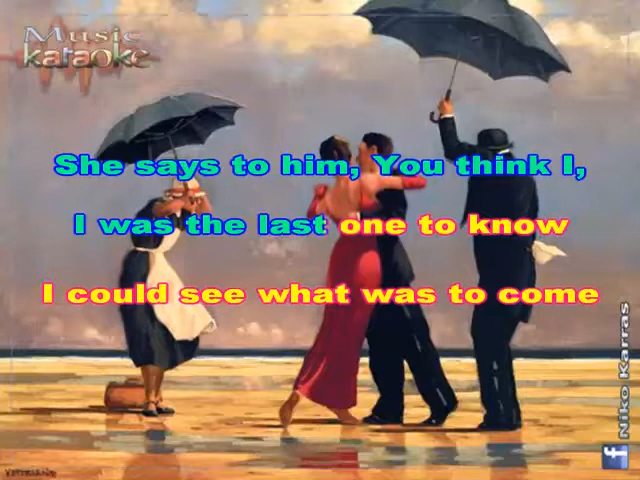 Music
karaoke
She says to him, You think I,
I was the last one to know
I could see what was to come
Niko Karras
f
VETTRIANO